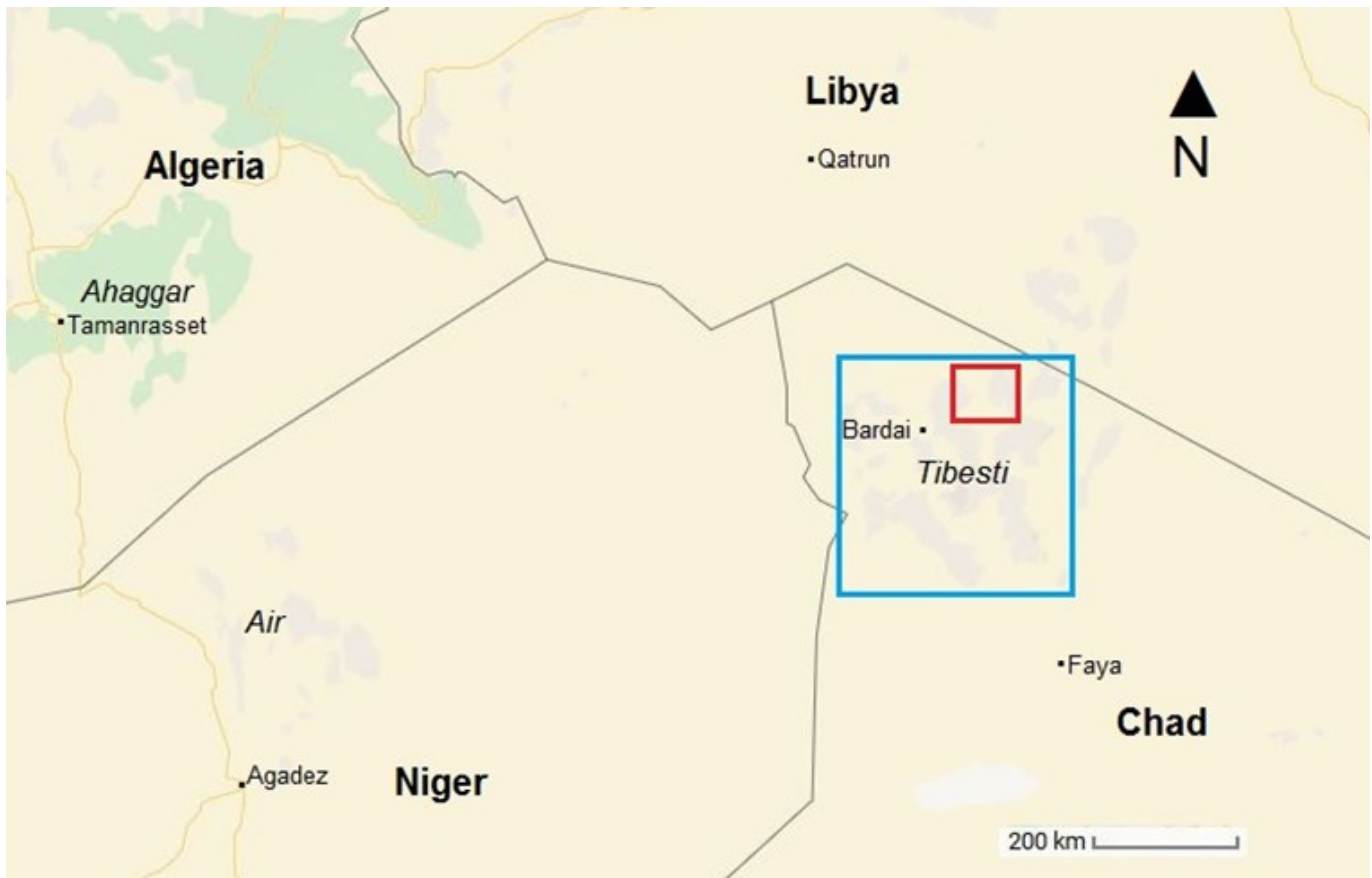 Libya
N
Qatrun
Algeria
Ahaggar
Tamanrasset
Bardai
Tibesti
Air
Faya
Chad
Agadez
Niger
200 km